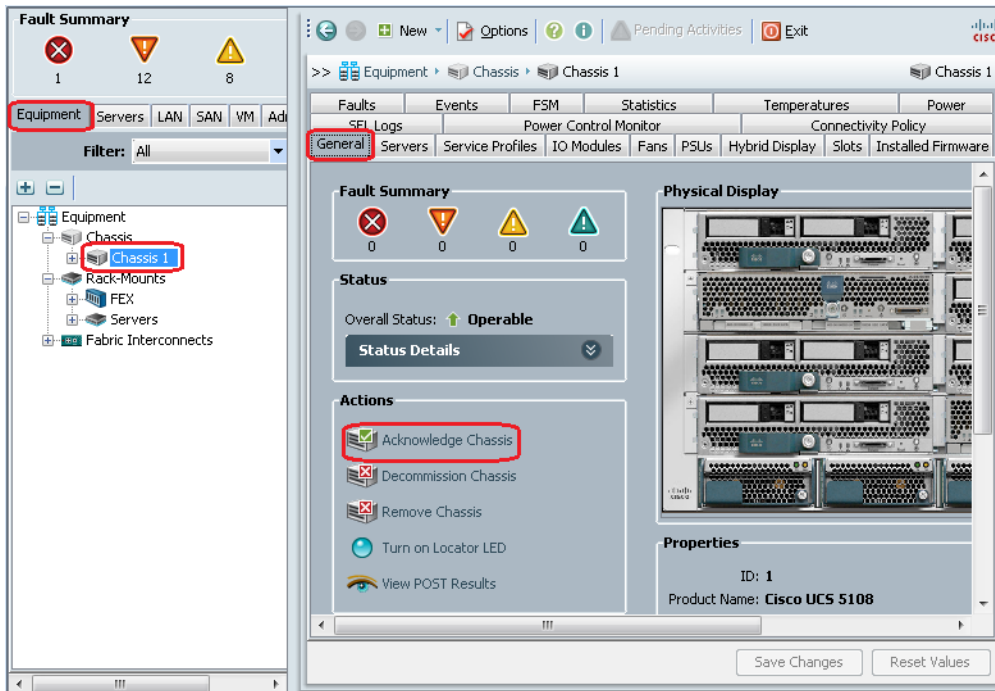 Fault Summary
1 12 8
Equipment Servers LAN SAN VM Ad
Filter: All
Equipment
Chassis
Chassis 1
Rack-Mounts
FEX
Servers
Fabric Interconnects
New Options Pending Activities Exit
cisc
>> Equipment Chassis Chassis 1 Chassis 1
Faults Events FSM Statistics Temperatures Power
SEL Logs Power Control Monitor Connectivity Policy
General Servers Service Profiles IO Modules Fans PSUs Hybrid Display Slots Installed Firmware
Fault Summary
0 0 0 0
Status
Overall Status: Operable
Status Details
Actions
Acknowledge Chassis
Decommission Chassis
Remove Chassis
Turn on Locator LED
View POST Results
Physical Display
Properties
ID: 1
Product Name: Cisco UCS 5108
Save Changes Reset Values